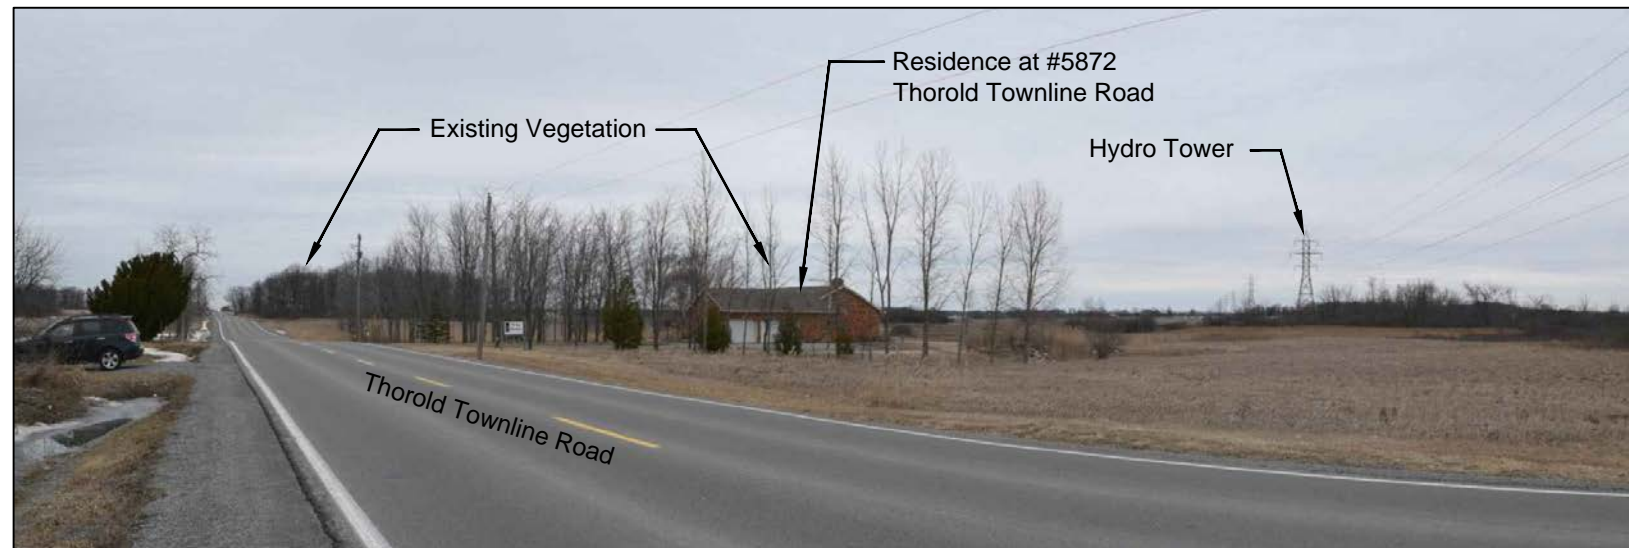 Residence at #5872
Thorold Townline Road
Existing Vegetation
Hydro Tower
Thorold Townline Road